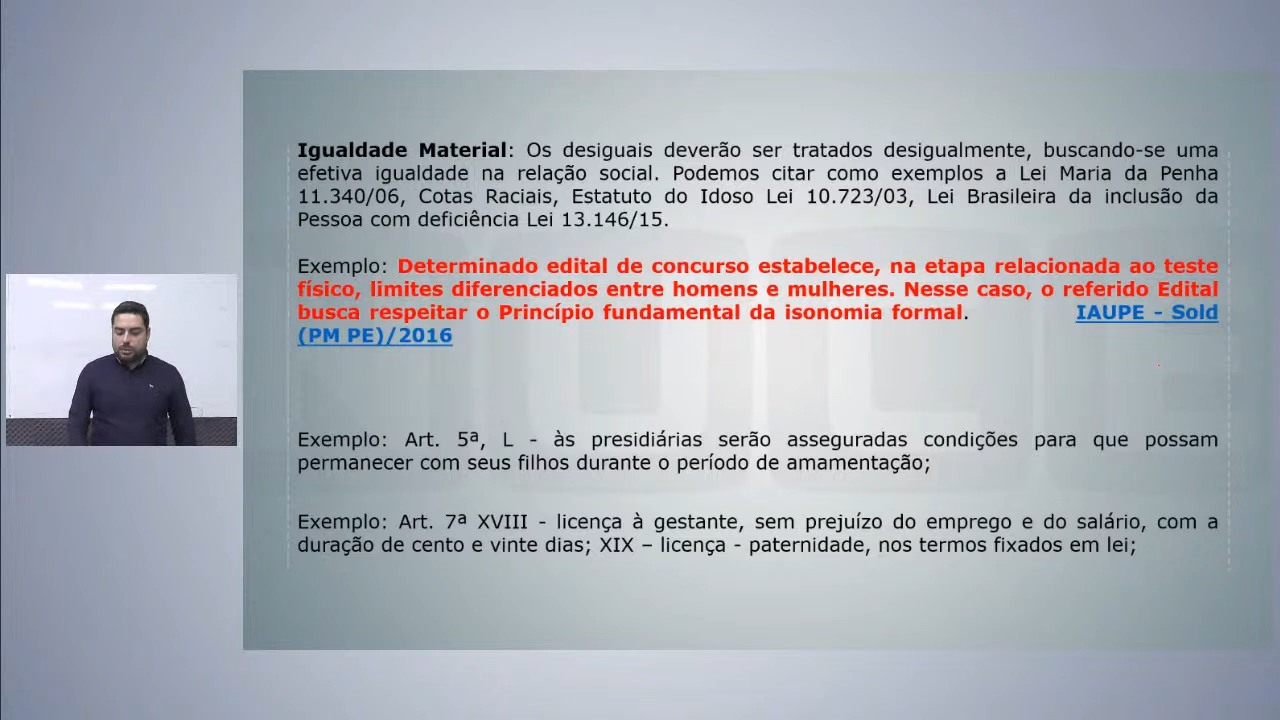 Igualdade Material: Os desiguais deverão ser tratados desigualmente, buscando-se uma
efetiva igualdade na relação social. Podemos citar como exemplos a Lei Maria da Penha
11.340/06, Cotas Raciais, Estatuto do Idoso Lei 10.723/03, Lei Brasileira da inclusão da
Pessoa com deficiência Lei 13.146/15.
Exemplo: Determinado edital de concurso estabelece, na etapa relacionada ao teste
físico, limites diferenciados entre homens e mulheres. Nesse caso, o referido Edital
busca respeitar o Princípio fundamental da isonomia formal. IAUPE - Sold
(PM PE)/2016
Exemplo: Art. 5ª, L - às presidiárias serão asseguradas condições para que possam
permanecer com seus filhos durante o período de amamentação;
Exemplo: Art. 7ª XVIII - licença à gestante, sem prejuízo do emprego e do salário, com a
duração de cento e vinte dias; XIX – licença - paternidade, nos termos fixados em lei;